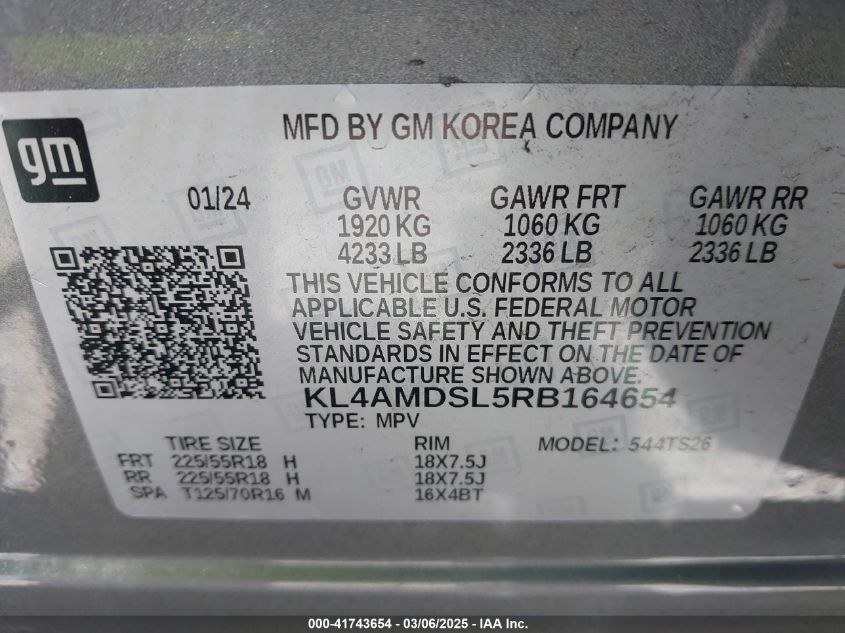 gm
MFD BY GM KOREA COMPANY
01/24 GVWR GAWR FRT GAWR RR
1920 KG 1060 KG 1060 KG
4233 LB 2336 LB 2336 LB
THIS VEHICLE CONFORMS TO ALL
APPLICABLE U.S. FEDERAL MOTOR
VEHICLE SAFETY AND THEFT PREVENTION
STANDARDS IN EFFECT ON THE DATE OF
MANUFACTURE SHOWN ABOVE.
KL4AMDSL5RB164654
TYPE: MPV
TIRE SIZE RIM MODEL: 544TS26
FRT 225/55R18 H 18X7.5J
RR 225/55R18 H 18X7.5J
SPA T125/70R16 M 16X4BT
000-41743654 / 03/06/2025 - IAA Inc.